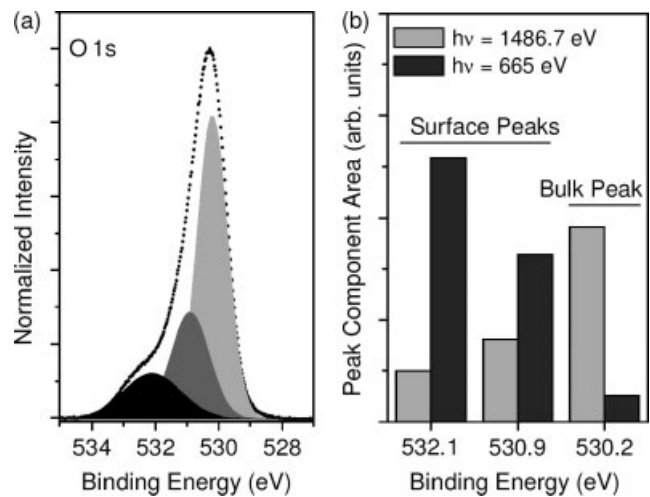 (a)
O 1s
Normalized Intensity
534 532 530 528
Binding Energy (eV)
(b)
hν = 1486.7 eV
hν = 665 eV
Surface Peaks
Bulk Peak
Peak Component Area (arb. units)
532.1 530.9 530.2
Binding Energy (eV)